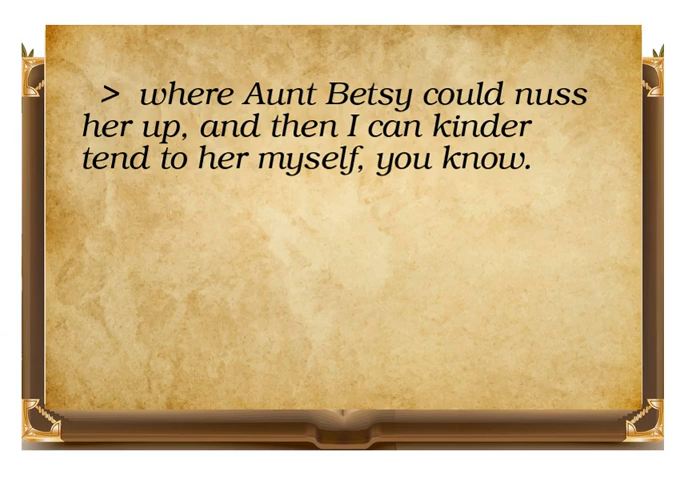 > where Aunt Betsy could nuss
her up, and then I can kinder
tend to her myself, you know.